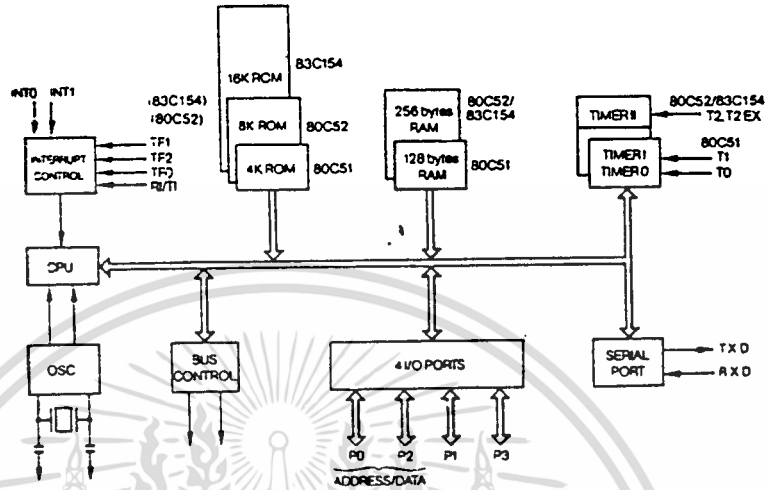 INT0 INT1
(83C154)
(80C52)
INTERRUPT
CONTROL
TF1
TF2
TF0
RI/TI
16K ROM
83C154
8K ROM
80C52
4K ROM
80C51
256 bytes
RAM
80C52/
83C154
128 bytes
RAM
80C51
TIMER II
80C52/83C154
T2, T2 EX
TIMER I
TIMER 0
80C51
T1
T0
CPU
OSC
BUS
CONTROL
4 I/O PORTS
SERIAL
PORT
TXD
RXD
P0 P2 P1 P3
ADDRESS/DATA